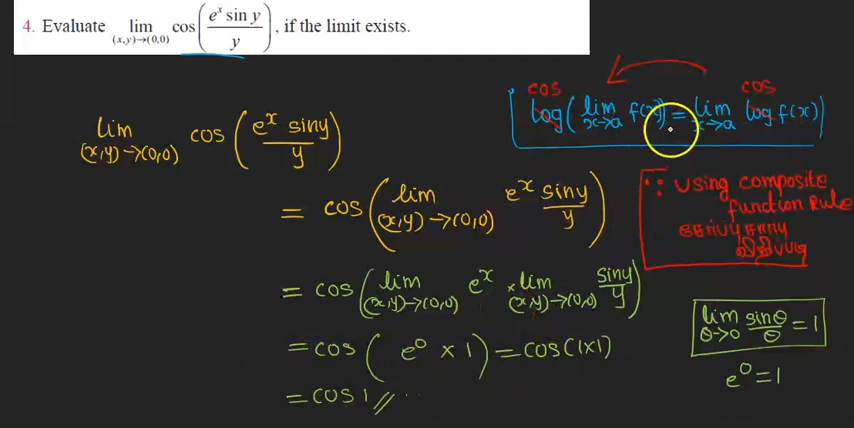 4. Evaluate lim (x,y)→(0,0) cos(e^x sin y / y), if the limit exists.
cos cos
log(lim x→a f(x)) = lim x→a log f(x)
lim (x,y)→(0,0) cos(e^x siny / y)
= cos(lim (x,y)→(0,0) e^x siny / y)
∵ using composite
function Rule
= cos(lim (x,y)→(0,0) e^x × lim (x,y)→(0,0) siny / y)
lim θ→0 sinθ / θ = 1
= cos(e^0 × 1) = cos(1×1)
e^0 = 1
= cos 1 //